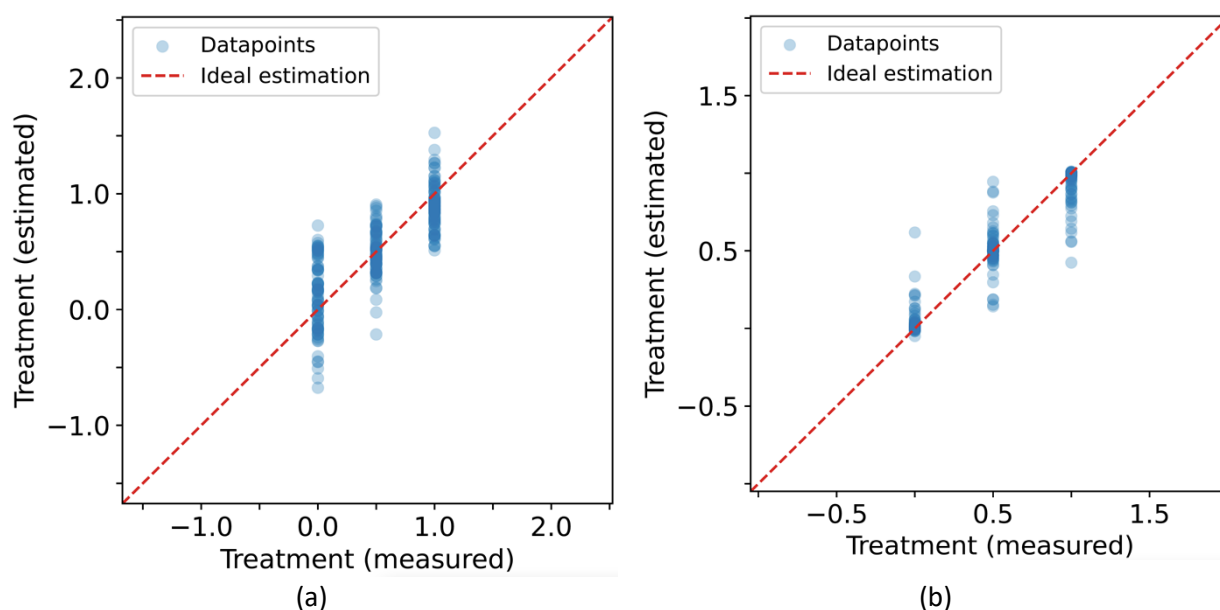 Datapoints
Ideal estimation
2.0
1.0
0.0
−1.0
Treatment (estimated)
−1.0 0.0 1.0 2.0
Treatment (measured)
(a)
Datapoints
Ideal estimation
1.5
0.5
−0.5
Treatment (estimated)
−0.5 0.5 1.5
Treatment (measured)
(b)